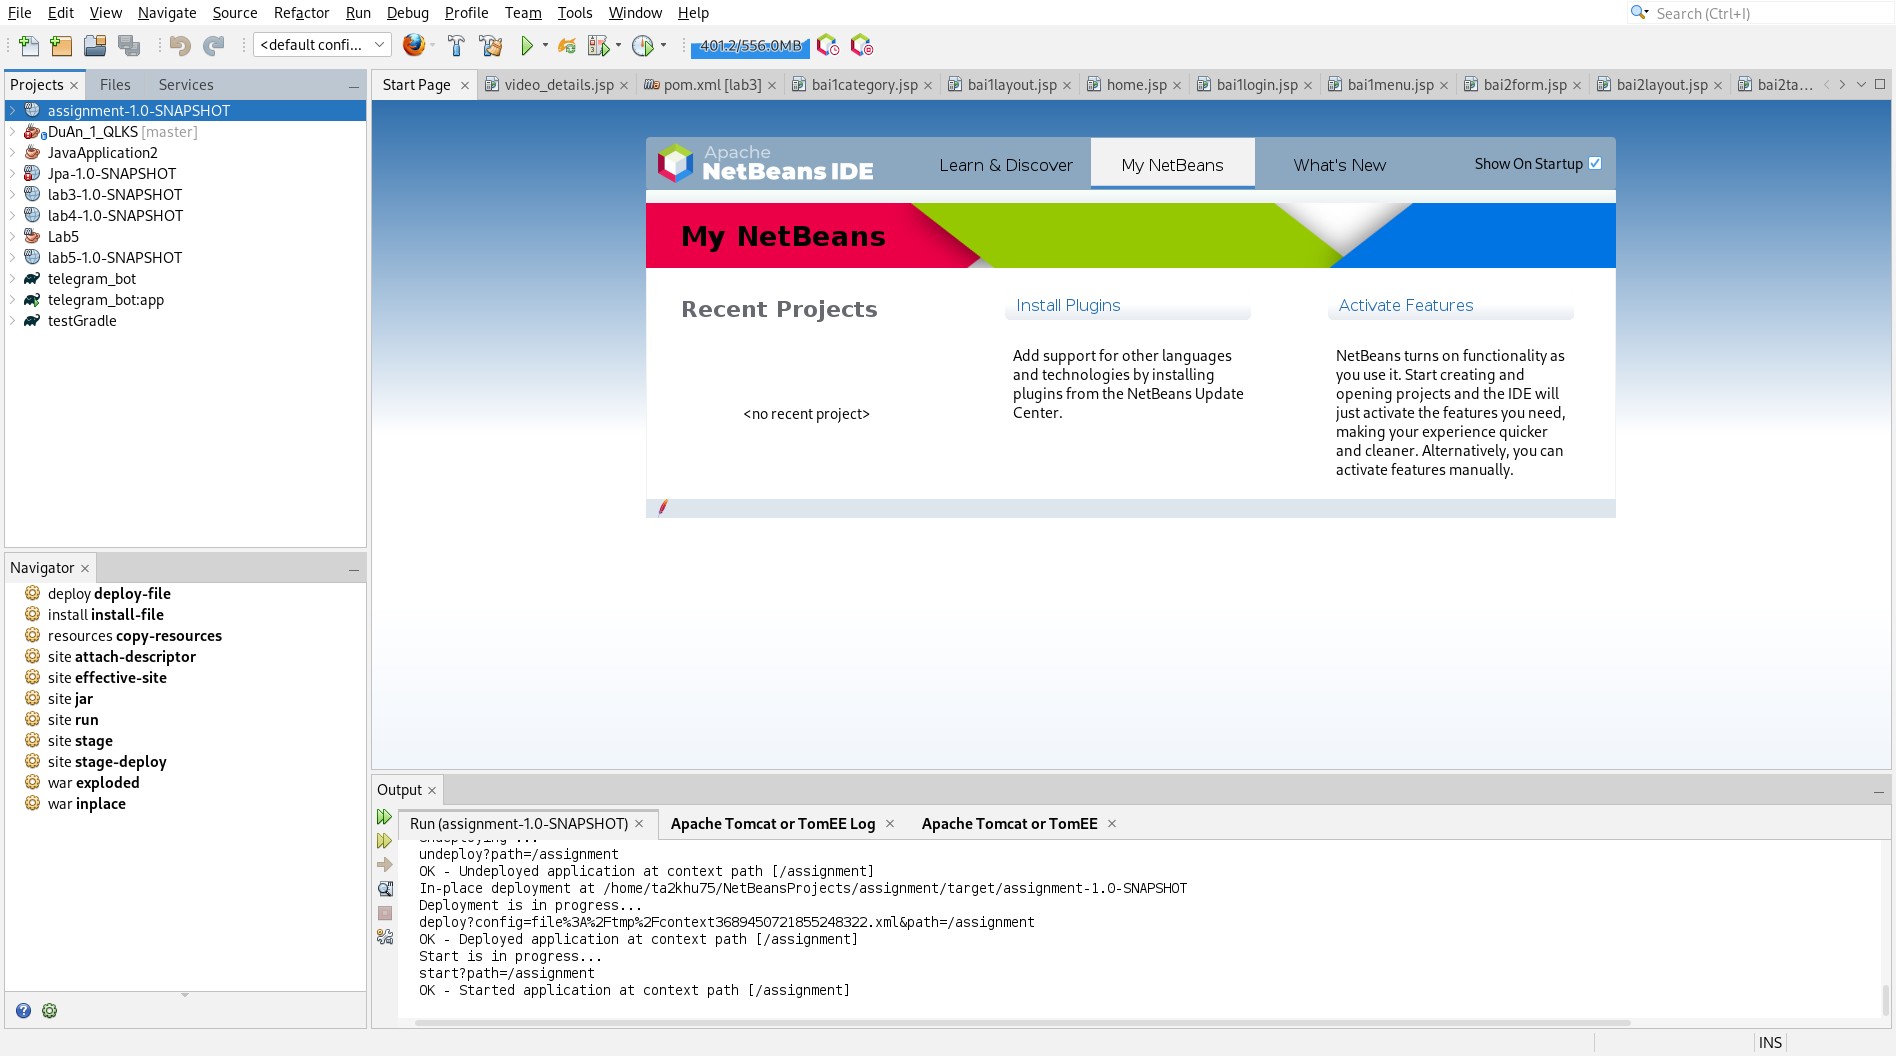 File Edit View Navigate Source Refactor Run Debug Profile Team Tools Window Help
Search (Ctrl+I)
<default confi...
401.2/556.0MB
Projects Files Services
assignment-1.0-SNAPSHOT
DuAn_1_QLKS [master]
JavaApplication2
Jpa-1.0-SNAPSHOT
lab3-1.0-SNAPSHOT
lab4-1.0-SNAPSHOT
Lab5
lab5-1.0-SNAPSHOT
telegram_bot
telegram_bot:app
testGradle
Navigator
deploy deploy-file
install install-file
resources copy-resources
site attach-descriptor
site effective-site
site jar
site run
site stage
site stage-deploy
war exploded
war inplace
Start Page video_details.jsp pom.xml [lab3] bai1category.jsp bai1layout.jsp home.jsp bai1login.jsp bai1menu.jsp bai2form.jsp bai2layout.jsp bai2ta...
Apache
NetBeans IDE
Learn & Discover My NetBeans What's New Show On Startup
My NetBeans
Recent Projects
<no recent project>
Install Plugins
Add support for other languages
and technologies by installing
plugins from the NetBeans Update
Center.
Activate Features
NetBeans turns on functionality as
you use it. Start creating and
opening projects and the IDE will
just activate the features you need,
making your experience quicker
and cleaner. Alternatively, you can
activate features manually.
Output
Run (assignment-1.0-SNAPSHOT) Apache Tomcat or TomEE Log Apache Tomcat or TomEE
Undeploying ...
undeploy?path=/assignment
OK - Undeployed application at context path [/assignment]
In-place deployment at /home/ta2khu75/NetBeansProjects/assignment/target/assignment-1.0-SNAPSHOT
Deployment is in progress...
deploy?config=file%3A%2Ftmp%2Fcontext3689450721855248322.xml&path=/assignment
OK - Deployed application at context path [/assignment]
Start is in progress...
start?path=/assignment
OK - Started application at context path [/assignment]
INS